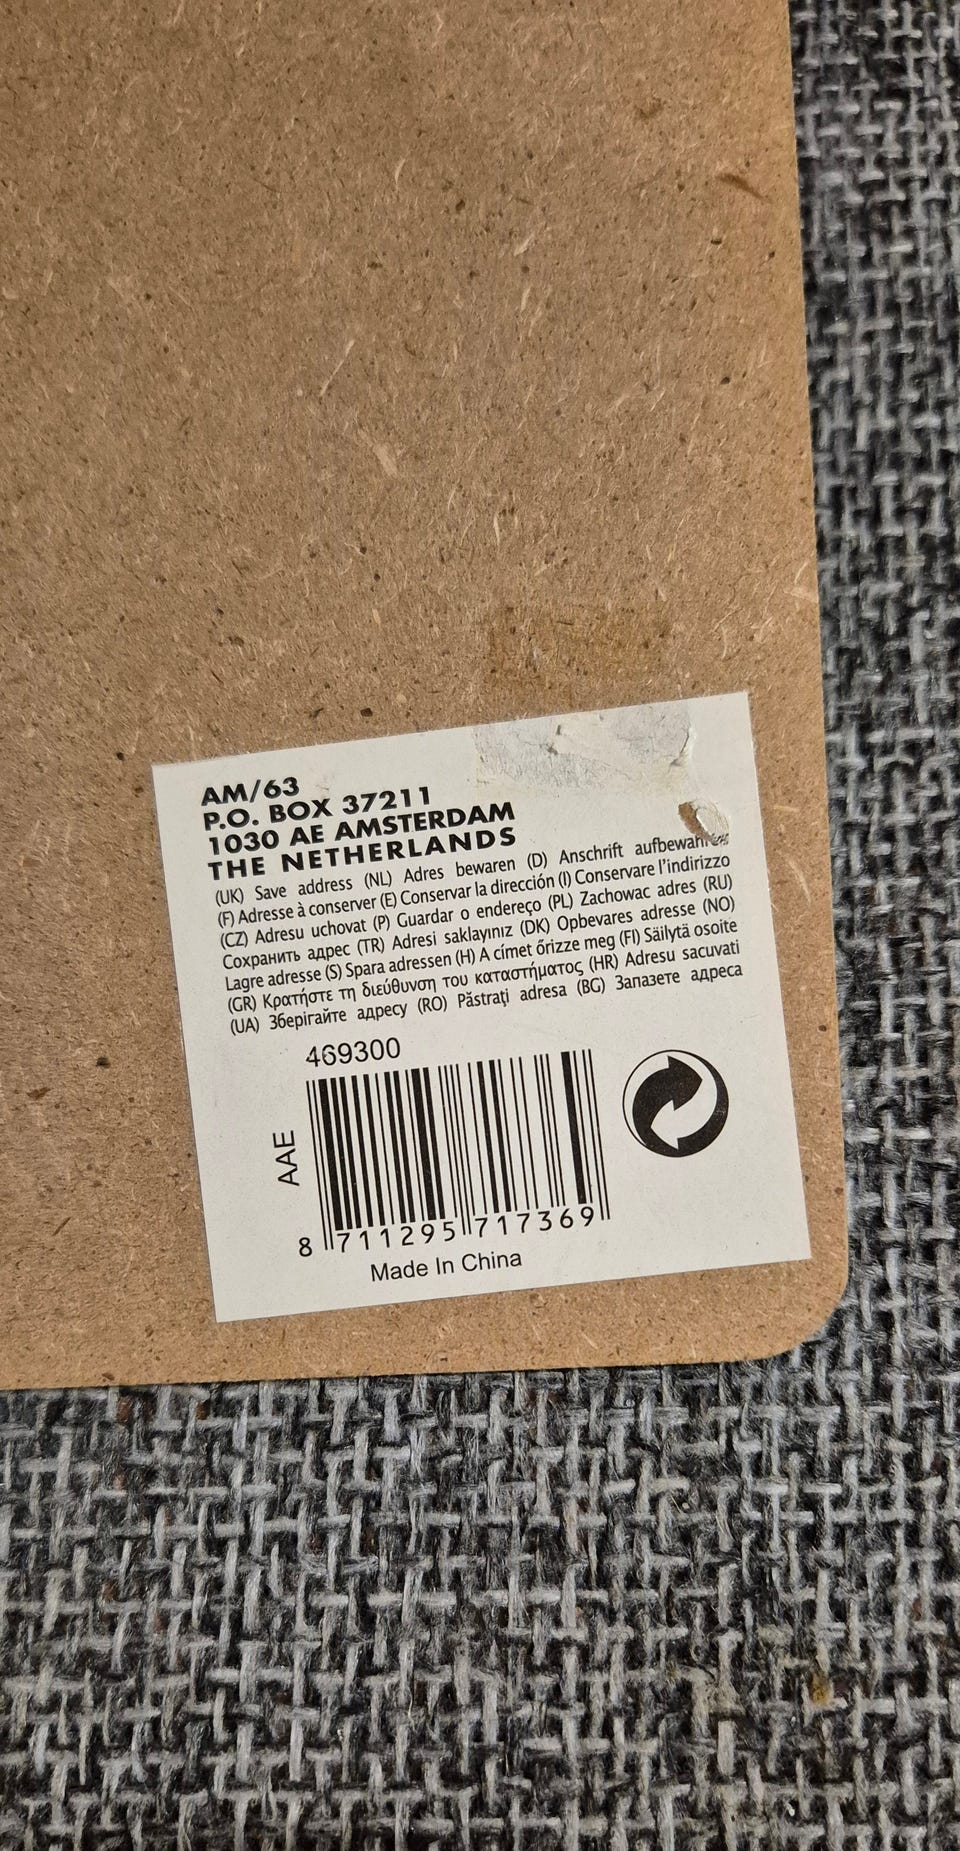 AM/63
P.O. BOX 37211
1030 AE AMSTERDAM
THE NETHERLANDS
(UK) Save address (NL) Adres bewaren (D) Anschrift aufbewahren
(F) Adresse à conserver (E) Conservar la dirección (I) Conservare l'indirizzo
(CZ) Adresu uchovat (P) Guardar o endereço (PL) Zachowac adres (RU)
Сохранить адрес (TR) Adresi saklayınız (DK) Opbevares adresse (NO)
Lagre adresse (S) Spara adressen (H) A címet őrizze meg (FI) Säilytä osoite
(GR) Κρατήστε τη διεύθυνση του καταστήματος (HR) Adresu sacuvati
(UA) Зберігайте адресу (RO) Păstraţi adresa (BG) Запазете адреса
469300
AAE
8 711295 717369
Made In China